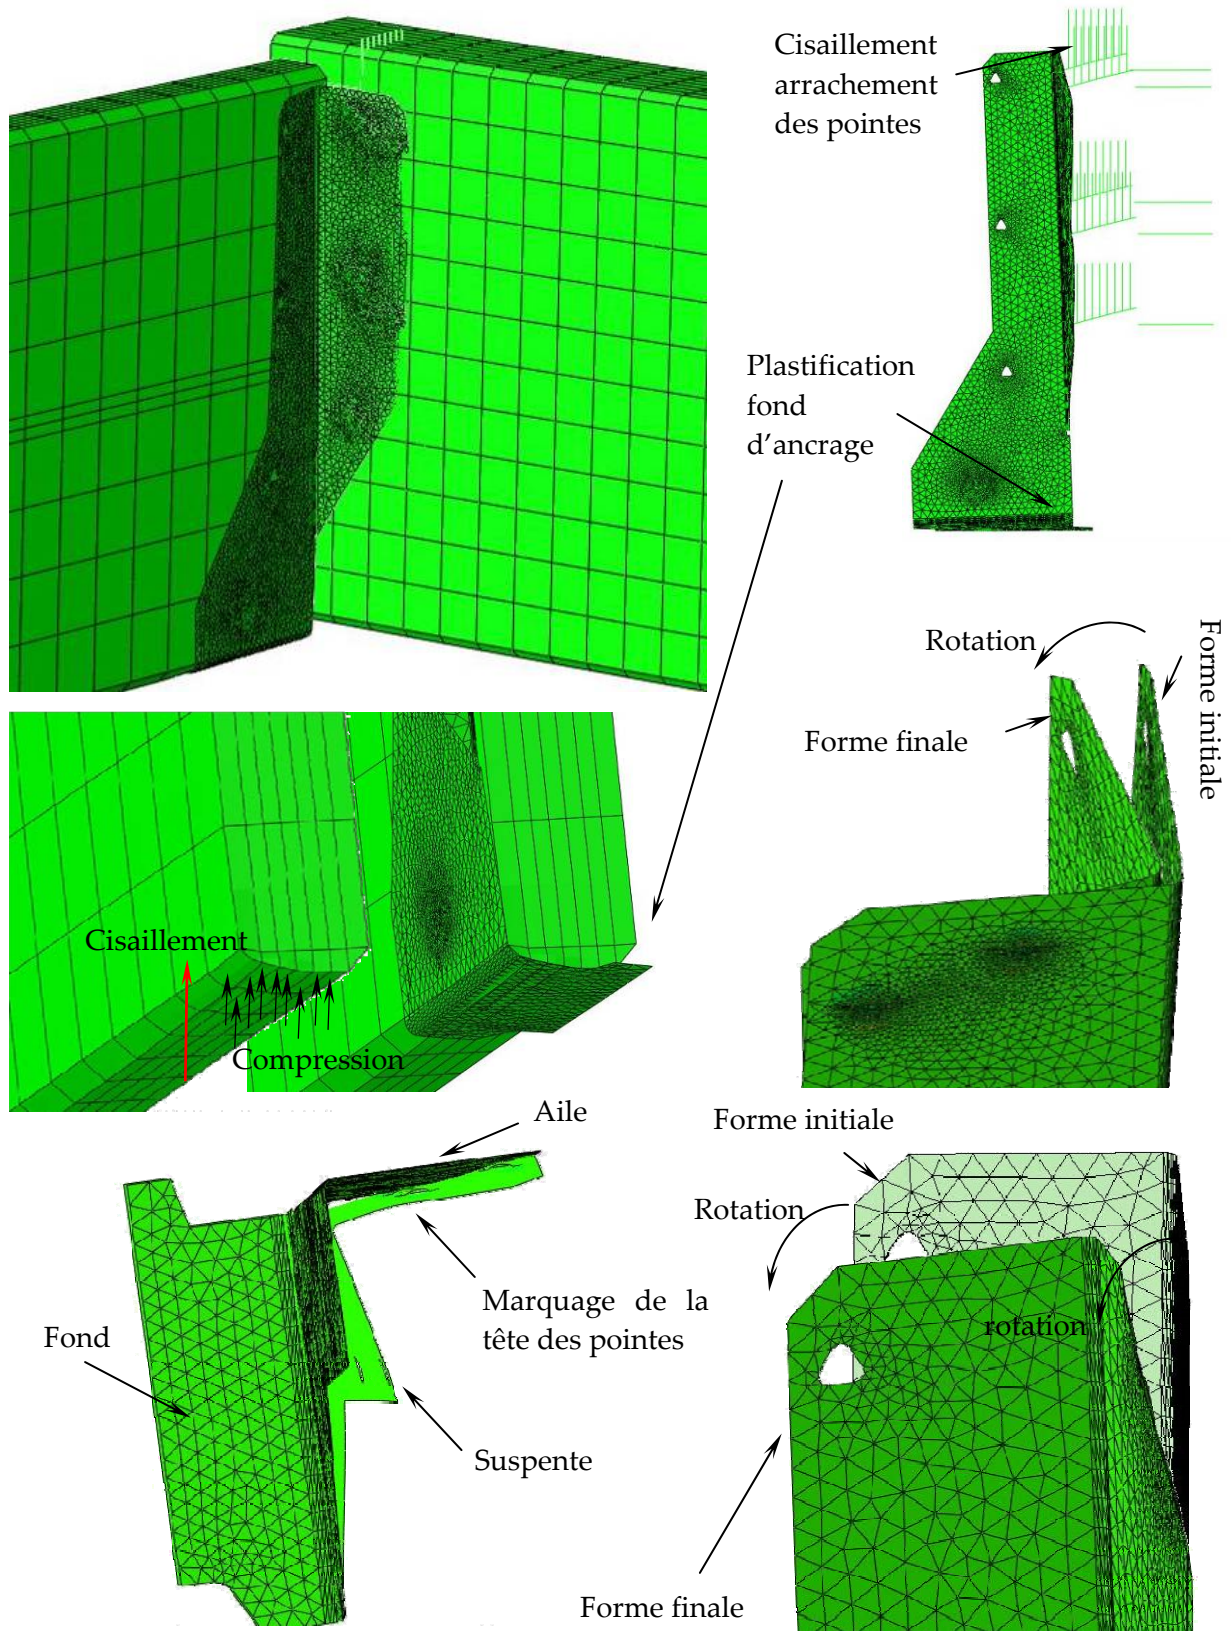 Cisaillement
arrachement
des pointes
Plastification
fond
d’ancrage
Rotation
Forme initiale
Forme finale
Cisaillement
Compression
Aile
Forme initiale
Rotation
Marquage de la
tête des pointes
rotation
Fond
Suspente
Forme finale